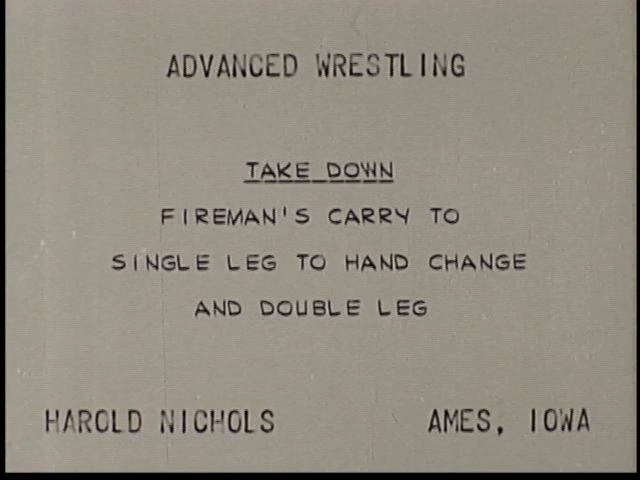 ADVANCED WRESTLING
TAKE DOWN
FIREMAN'S CARRY TO
SINGLE LEG TO HAND CHANGE
AND DOUBLE LEG
HAROLD NICHOLS AMES, IOWA